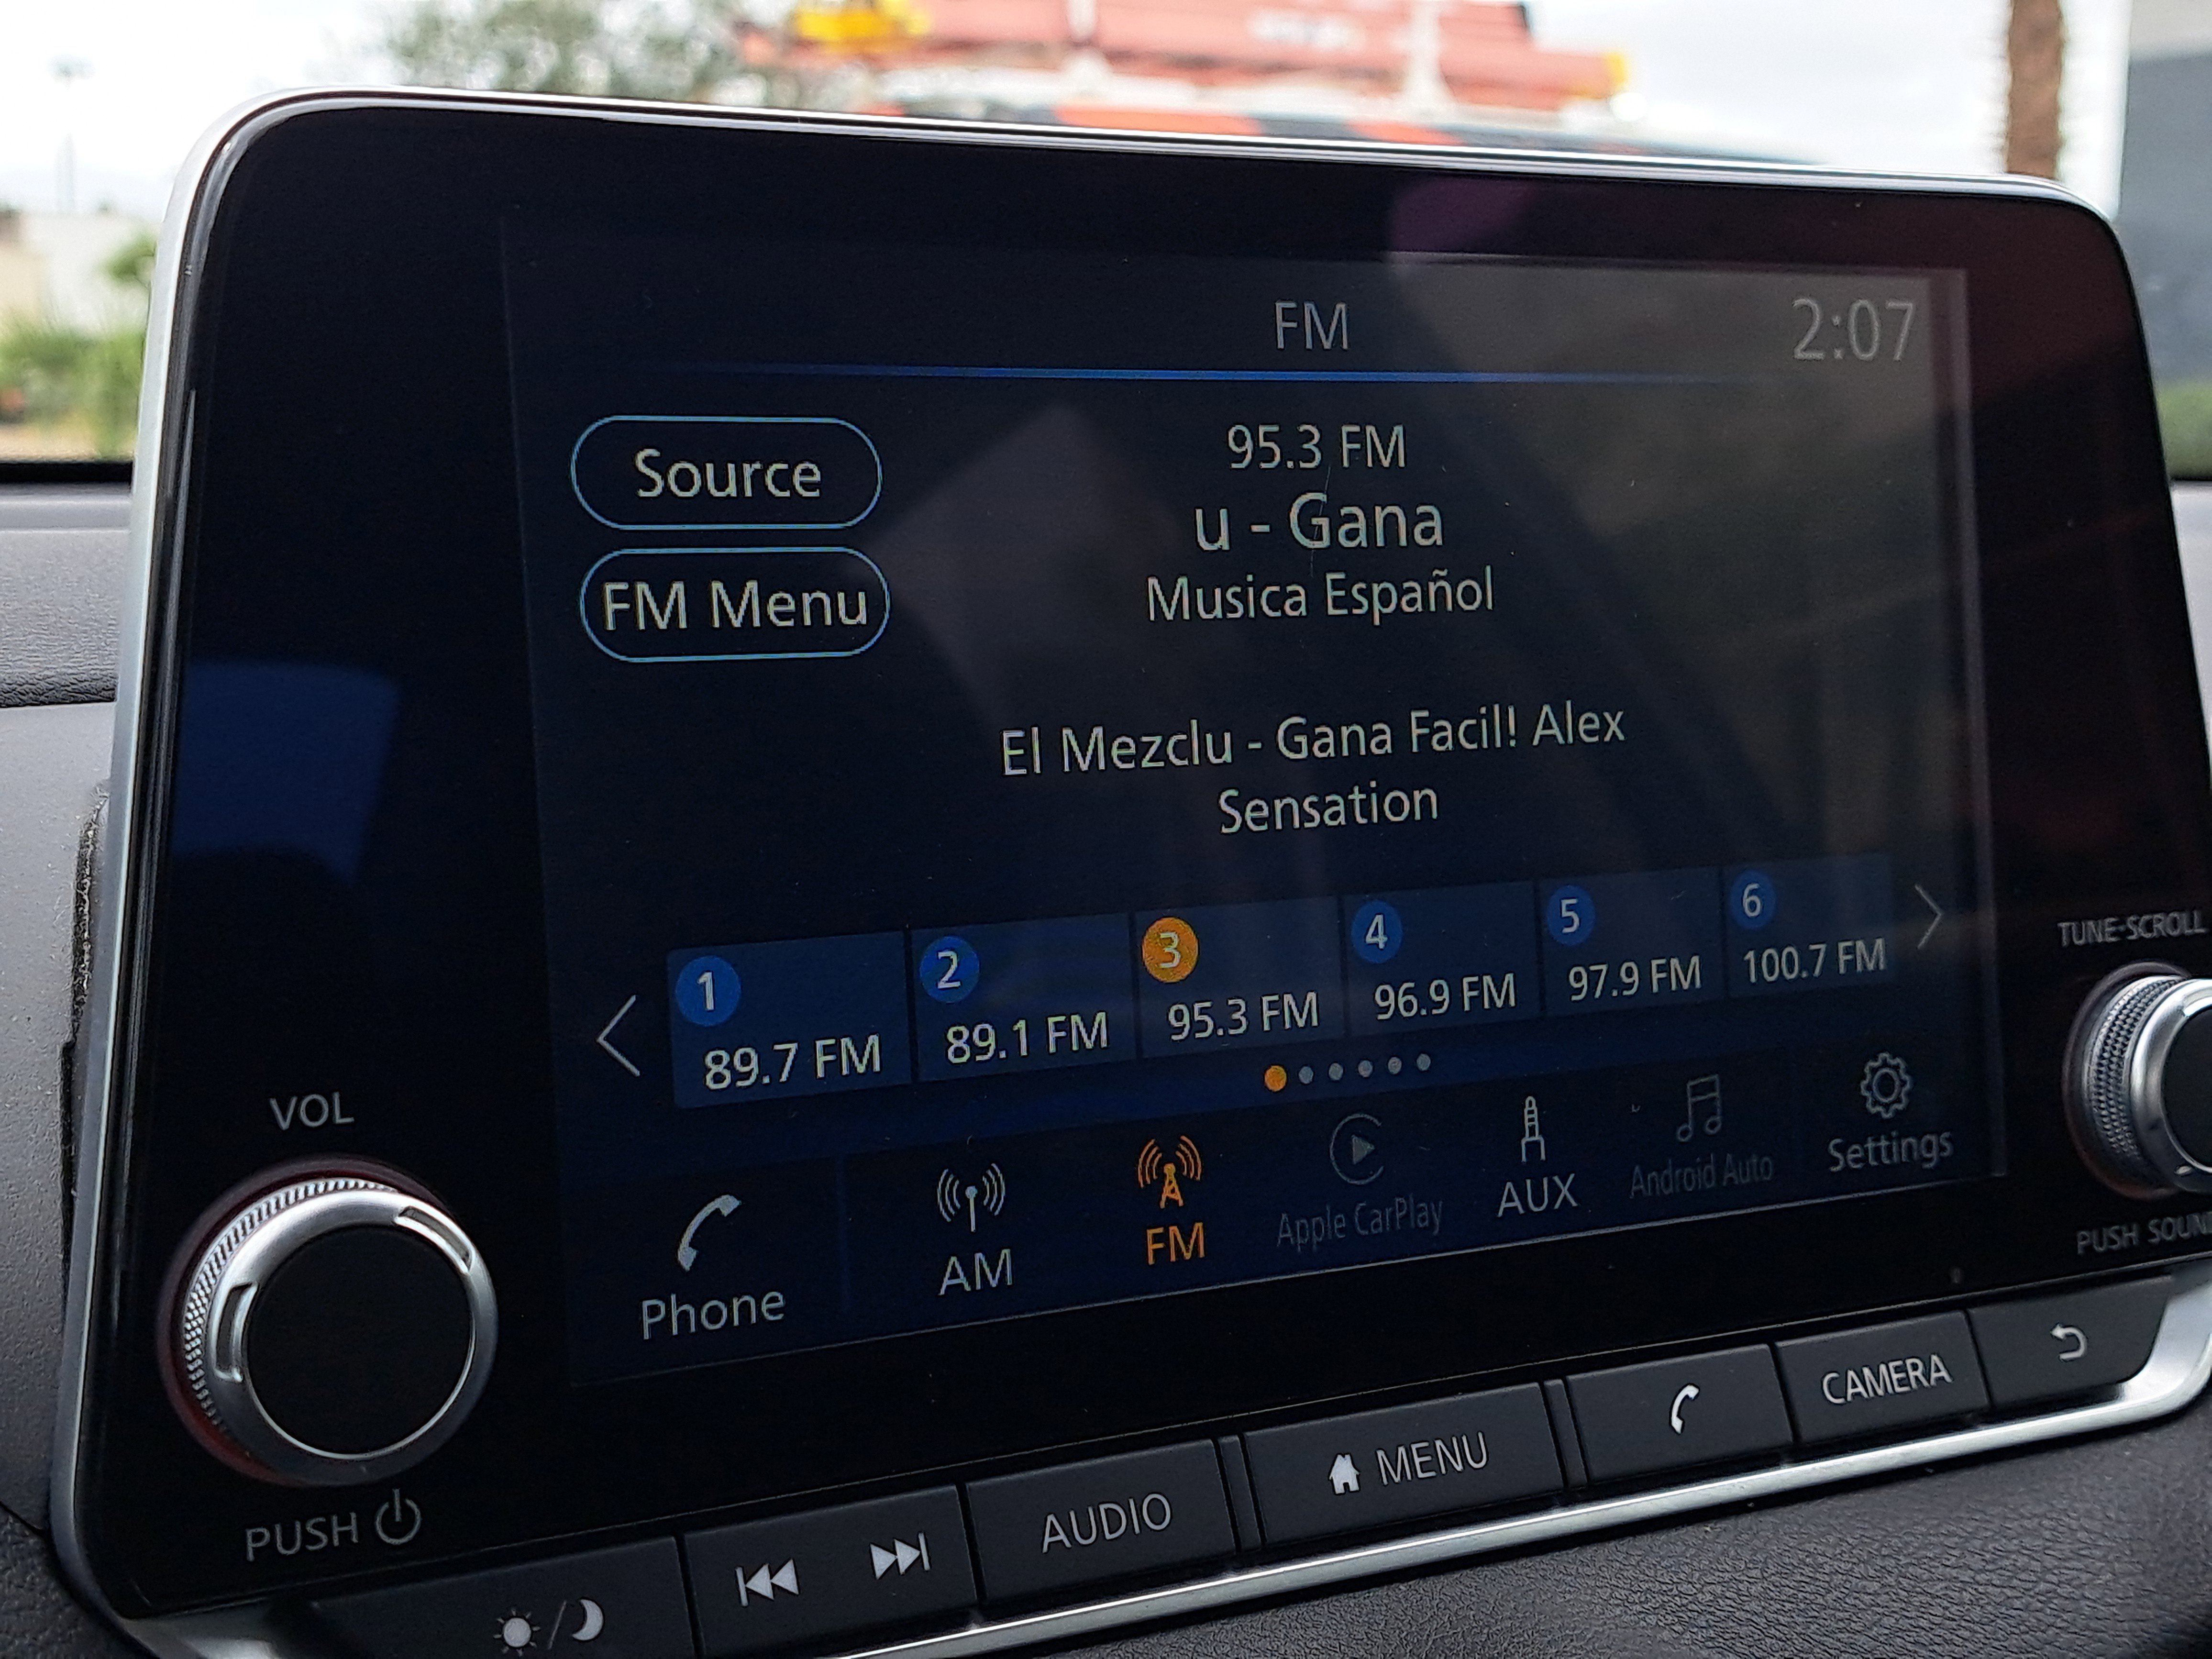 FM
2:07
Source
FM Menu
95.3 FM
u - Gana
Musica Español
El Mezclu - Gana Facil! Alex
Sensation
1
89.7 FM
2
89.1 FM
3
95.3 FM
4
96.9 FM
5
97.9 FM
6
100.7 FM
Phone
AM
FM
Apple CarPlay
AUX
Android Auto
Settings
VOL
PUSH
TUNE·SCROLL
PUSH SOUN
AUDIO
MENU
CAMERA